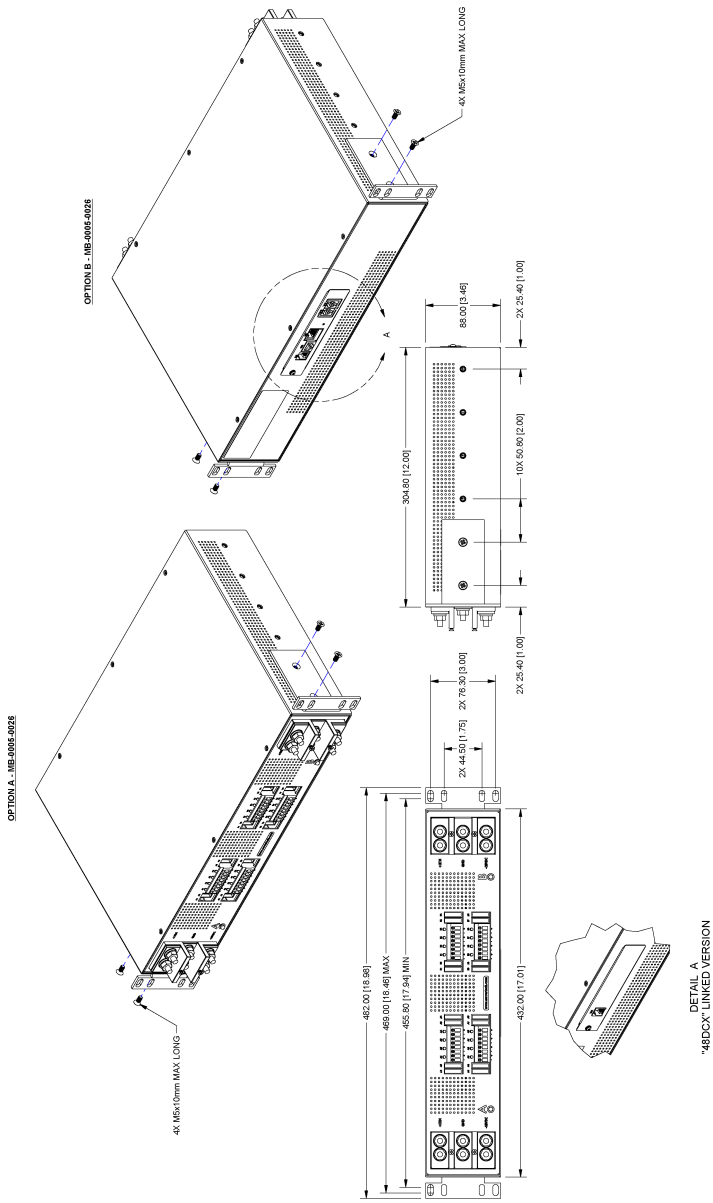 OPTION A - MB-0005-0026
4X M5x10mm MAX LONG
OPTION B - MB-0005-0026
4X M5x10mm MAX LONG
A
482.00 [18.98]
469.00 [18.46] MAX
455.80 [17.94] MIN
432.00 [17.01]
2X 44.50 [1.75]
2X 76.30 [3.00]
A
B
304.80 [12.00]
88.00 [3.46]
2X 25.40 [1.00]
10X 50.80 [2.00]
2X 25.40 [1.00]
DETAIL A
"48DCX" LINKED VERSION